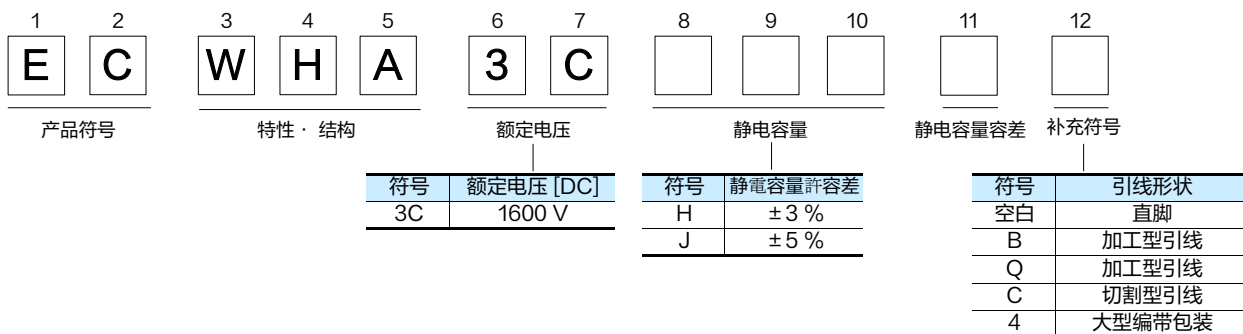 1 2 3 4 5 6 7 8 9 10 11 12
E C W H A 3 C
产品符号 特性· 结构 额定电压 静电容量 静电容量容差 补充符号
符号 额定电压 [DC]
3C 1600 V
符号 静電容量許容差
H ±3 %
J ±5 %
符号 引线形状
空白 直脚
B 加工型引线
Q 加工型引线
C 切割型引线
4 大型编带包装